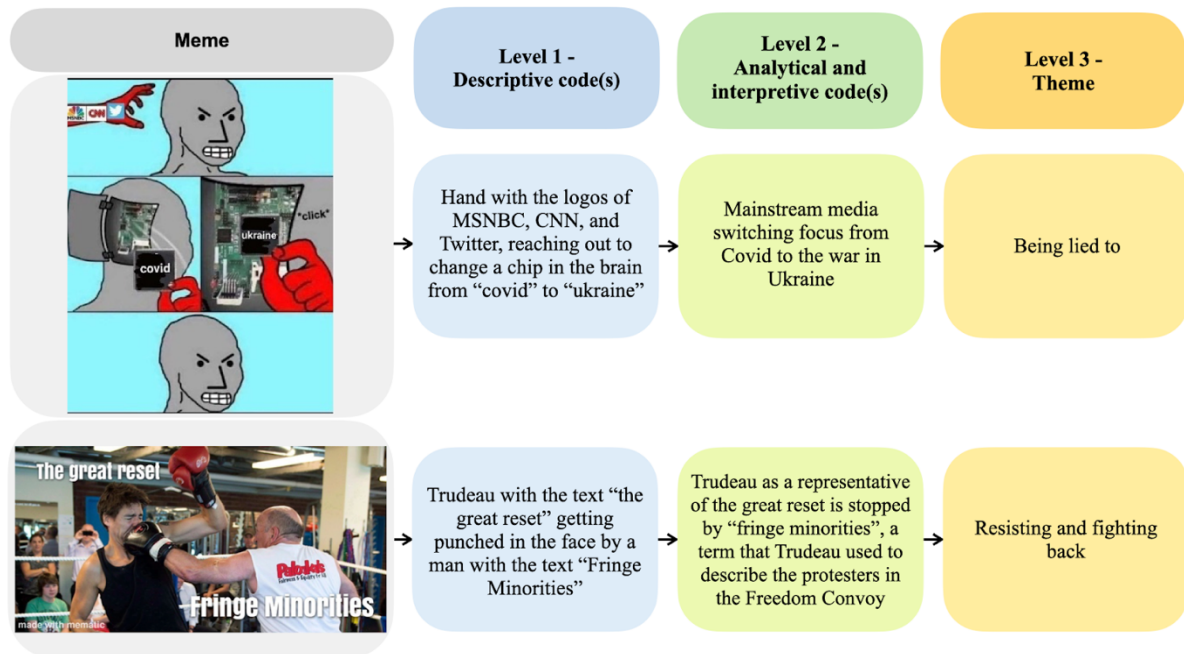 Meme
Level 1 -
Descriptive code(s)
Level 2 -
Analytical and
interpretive code(s)
Level 3 -
Theme
MSNBC CNN
covid
ukraine
*click*
Hand with the logos of
MSNBC, CNN, and
Twitter, reaching out to
change a chip in the brain
from “covid” to “ukraine”
Mainstream media
switching focus from
Covid to the war in
Ukraine
Being lied to
The great reset
Fringe Minorities
made with mematic
Trudeau with the text “the
great reset” getting
punched in the face by a
man with the text “Fringe
Minorities”
Trudeau as a representative
of the great reset is stopped
by “fringe minorities”, a
term that Trudeau used to
describe the protesters in
the Freedom Convoy
Resisting and fighting
back